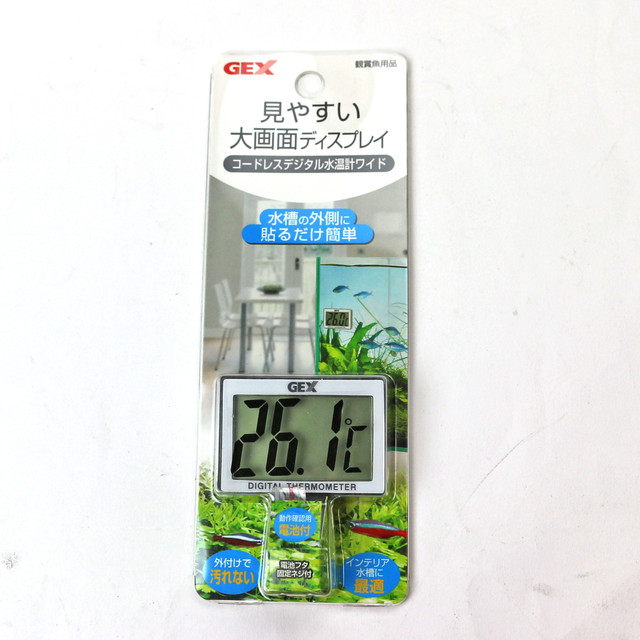 GEX
観賞魚用品
見やすい
大画面ディスプレイ
コードレスデジタル水温計ワイド
水槽の外側に
貼るだけ簡単
26.0℃
GEX
26.1℃
DIGITAL THERMOMETER
動作確認用
電池付
外付けで
汚れない
電池フタ
固定ネジ付
インテリア
水槽に
最適